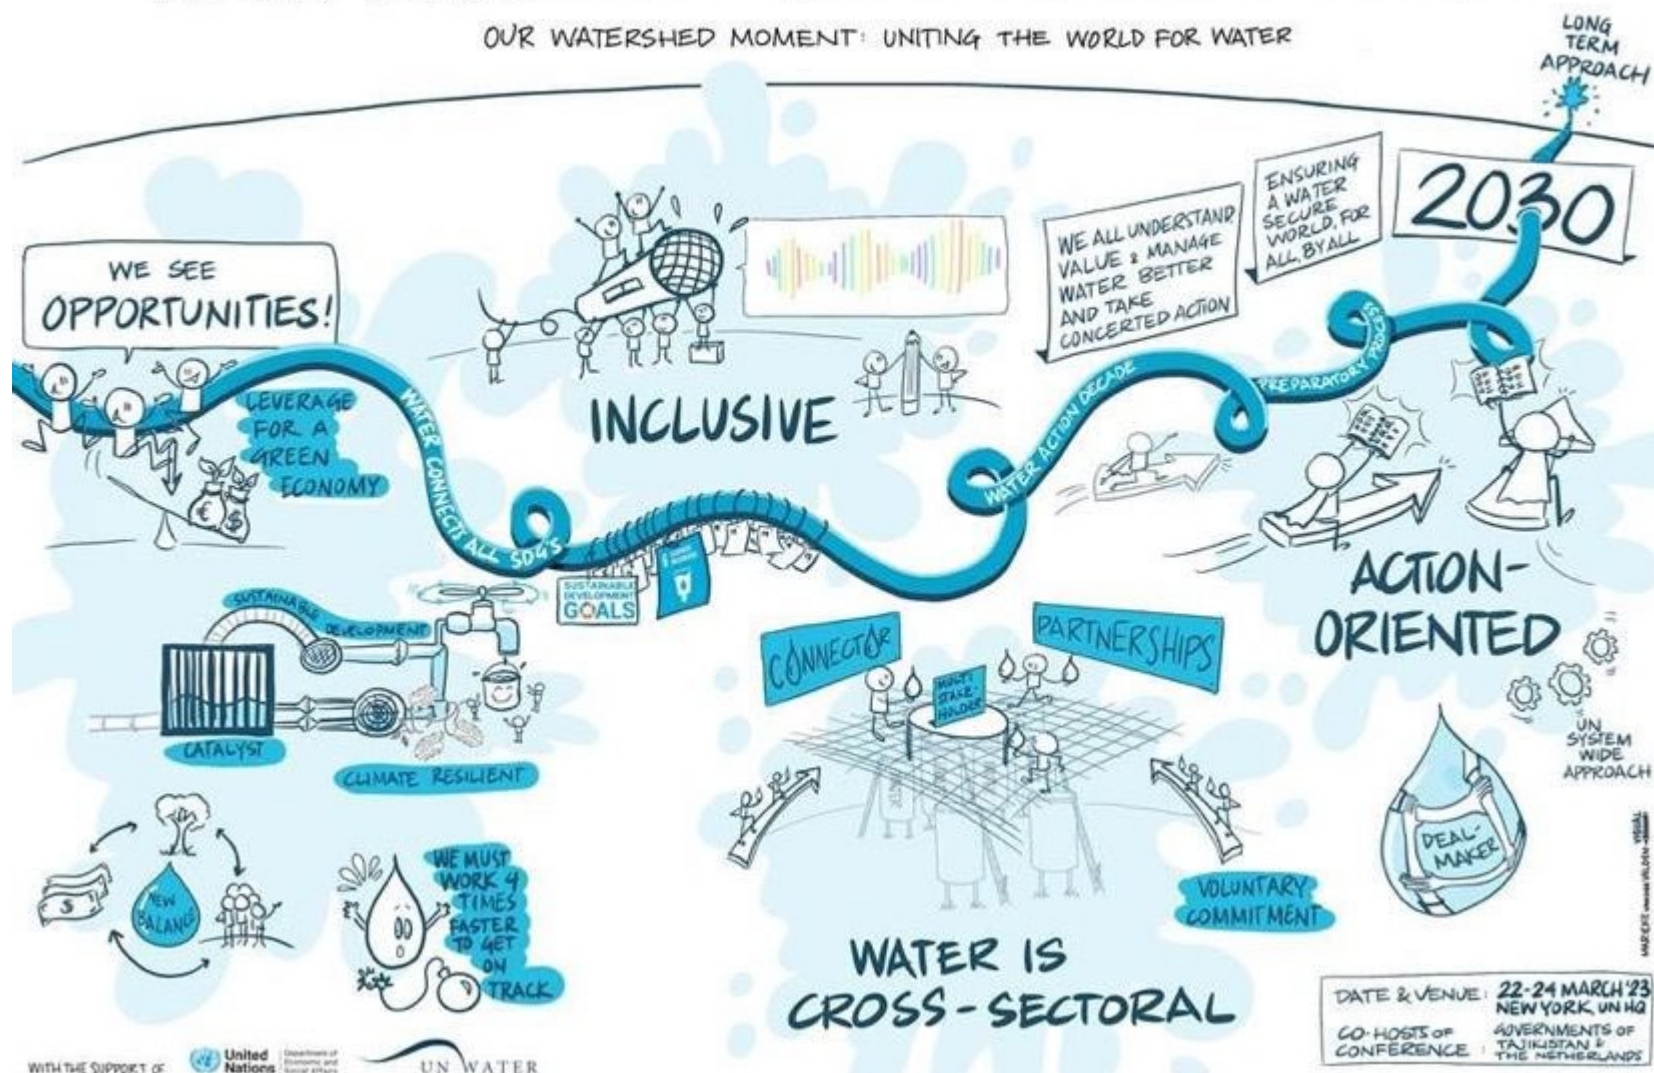 OUR WATERSHED MOMENT: UNITING THE WORLD FOR WATER
LONG
TERM
APPROACH
2030
ENSURING
A WATER
SECURE
WORLD, FOR
ALL, BY ALL
WE ALL UNDERSTAND
VALUE & MANAGE
WATER BETTER
AND TAKE
CONCERTED ACTION
WE SEE
OPPORTUNITIES!
LEVERAGE
FOR A
GREEN
ECONOMY
€
$
WATER CONNECTS ALL SDG'S
INCLUSIVE
WATER ACTION DECADE
PREPARATORY PROCESS
SUSTAINABLE
DEVELOPMENT
GOALS
ACTION-
ORIENTED
SUSTAINABLE
DEVELOPMENT
CATALYST
CLIMATE RESILIENT
CONNECTOR
PARTNERSHIPS
MULTI
STAKE-
HOLDER
UN
SYSTEM
WIDE
APPROACH
DEAL-
MAKER
$
NEW
BALANCE
WE MUST
WORK 4
TIMES
FASTER
TO GET
ON
TRACK
VOLUNTARY
COMMITMENT
WATER IS
CROSS-SECTORAL
DATE & VENUE: 22-24 MARCH '23
NEW YORK, UN HQ
CO-HOSTS OF
CONFERENCE :
GOVERNMENTS OF
TAJIKISTAN &
THE NETHERLANDS
WITH THE SUPPORT OF
United
Nations
Department of
Economic and
Social Affairs
UN WATER